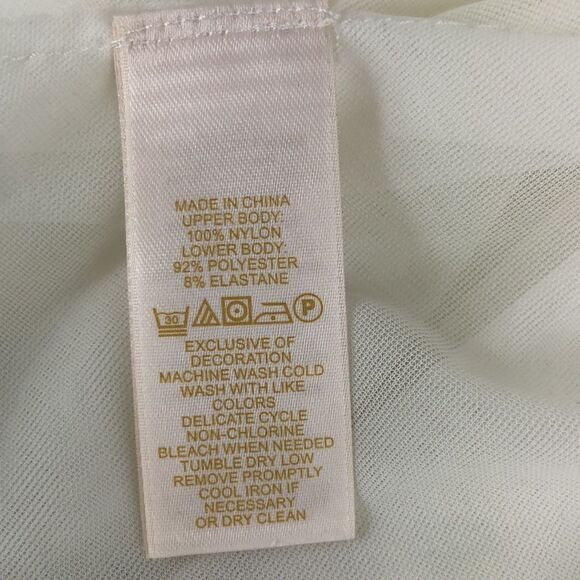 MADE IN CHINA
UPPER BODY:
100% NYLON
LOWER BODY:
92% POLYESTER
8% ELASTANE
30 P
EXCLUSIVE OF
DECORATION
MACHINE WASH COLD
WASH WITH LIKE
COLORS
DELICATE CYCLE
NON-CHLORINE
BLEACH WHEN NEEDED
TUMBLE DRY LOW
REMOVE PROMPTLY
COOL IRON IF
NECESSARY
OR DRY CLEAN